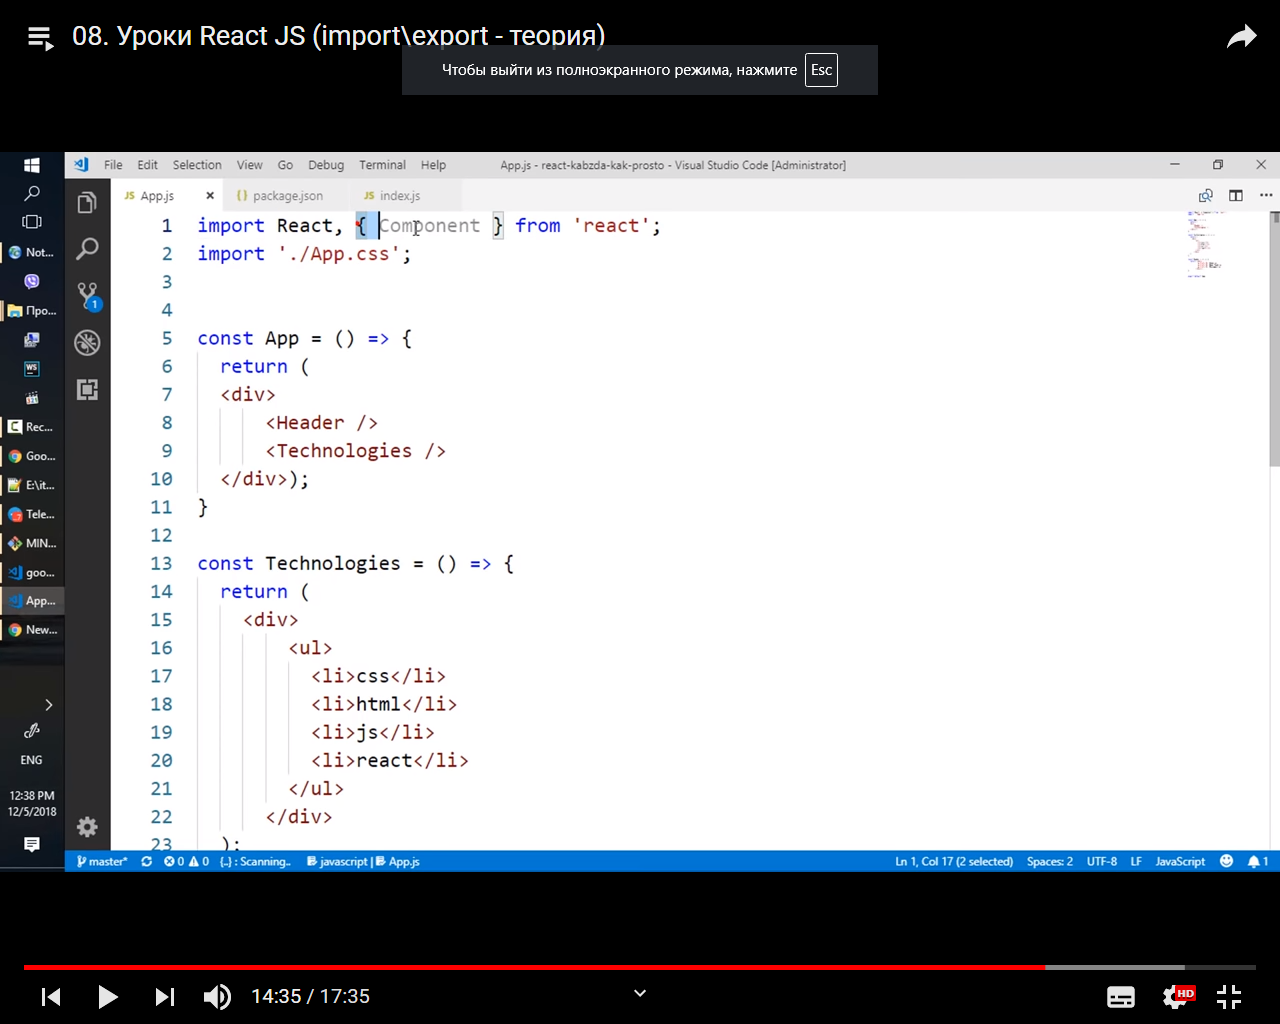 08. Уроки React JS (import\export - теория)
Чтобы выйти из полноэкранного режима, нажмите Esc
File Edit Selection View Go Debug Terminal Help App.js - react-kabzda-kak-prosto - Visual Studio Code [Administrator]
JS App.js × {} package.json JS index.js
1 import React, { Component } from 'react';
2 import './App.css';
3
4
5 const App = () => {
6 return (
7 <div>
8 <Header />
9 <Technologies />
10 </div>);
11 }
12
13 const Technologies = () => {
14 return (
15 <div>
16 <ul>
17 <li>css</li>
18 <li>html</li>
19 <li>js</li>
20 <li>react</li>
21 </ul>
22 </div>
23 );
Not...
Про...
WS
Rec...
Goo...
E:\it...
Tele...
MIN...
goo...
App...
New...
1
ENG
12:38 PM
12/5/2018
master* 0 0 {..} : Scanning.. javascript | App.js Ln 1, Col 17 (2 selected) Spaces: 2 UTF-8 LF JavaScript 1
14:35 / 17:35
HD